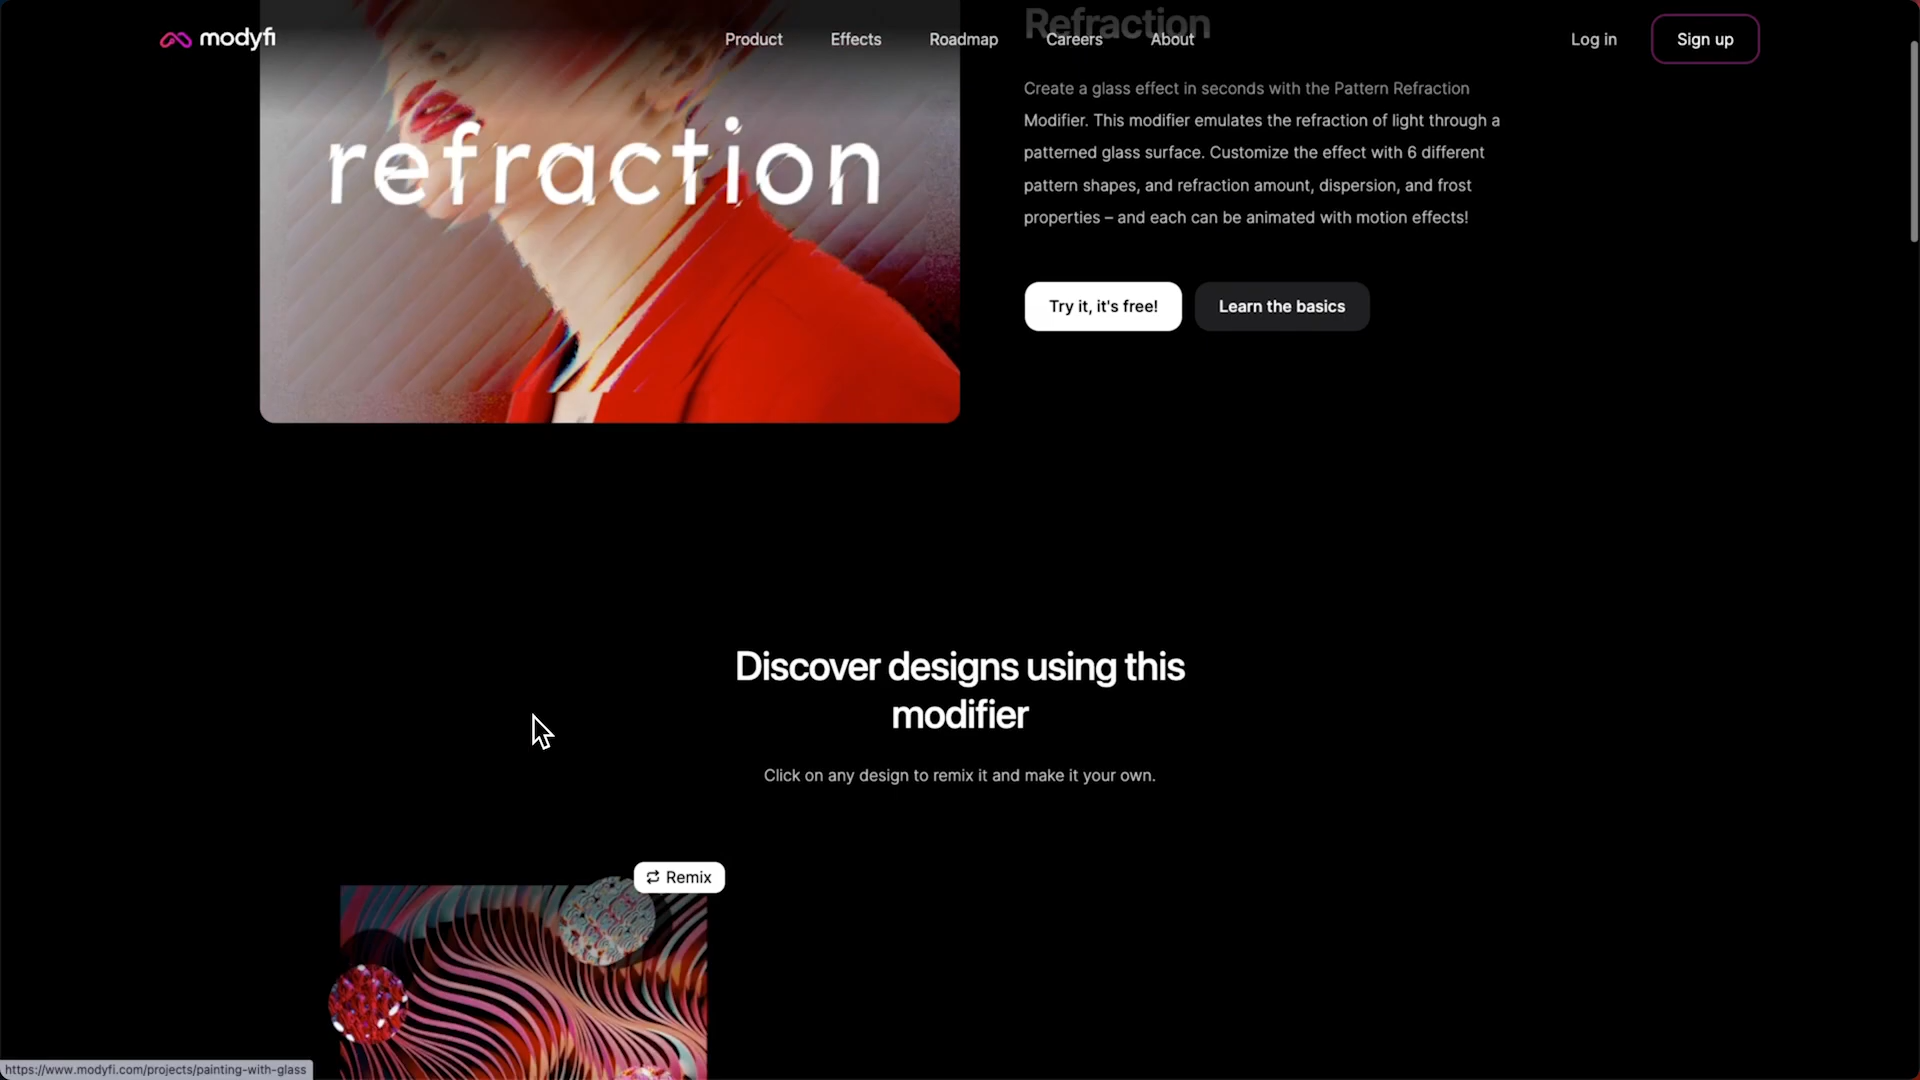 modyfi
Product
Effects
Roadmap
Careers
About
Log in
Sign up
Refraction
refraction
Create a glass effect in seconds with the Pattern Refraction
Modifier. This modifier emulates the refraction of light through a
patterned glass surface. Customize the effect with 6 different
pattern shapes, and refraction amount, dispersion, and frost
properties – and each can be animated with motion effects!
Try it, it's free!
Learn the basics
Discover designs using this
modifier
Click on any design to remix it and make it your own.
Remix
https://www.modyfi.com/projects/painting-with-glass